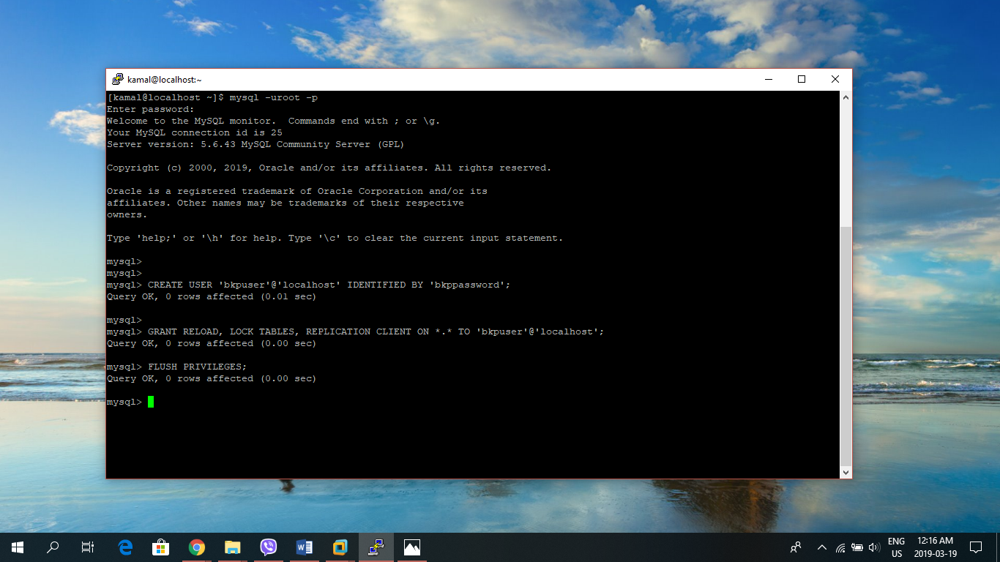 kamal@localhost:~
[kamal@localhost ~]$ mysql -uroot -p
Enter password:
Welcome to the MySQL monitor.  Commands end with ; or \g.
Your MySQL connection id is 25
Server version: 5.6.43 MySQL Community Server (GPL)
Copyright (c) 2000, 2019, Oracle and/or its affiliates. All rights reserved.
Oracle is a registered trademark of Oracle Corporation and/or its
affiliates. Other names may be trademarks of their respective
owners.
Type 'help;' or '\h' for help. Type '\c' to clear the current input statement.
mysql>
mysql>
mysql> CREATE USER 'bkpuser'@'localhost' IDENTIFIED BY 'bkppassword';
Query OK, 0 rows affected (0.01 sec)
mysql>
mysql> GRANT RELOAD, LOCK TABLES, REPLICATION CLIENT ON *.* TO 'bkpuser'@'localhost';
Query OK, 0 rows affected (0.00 sec)
mysql> FLUSH PRIVILEGES;
Query OK, 0 rows affected (0.00 sec)
mysql>
ENG 12:16 AM
US 2019-03-19